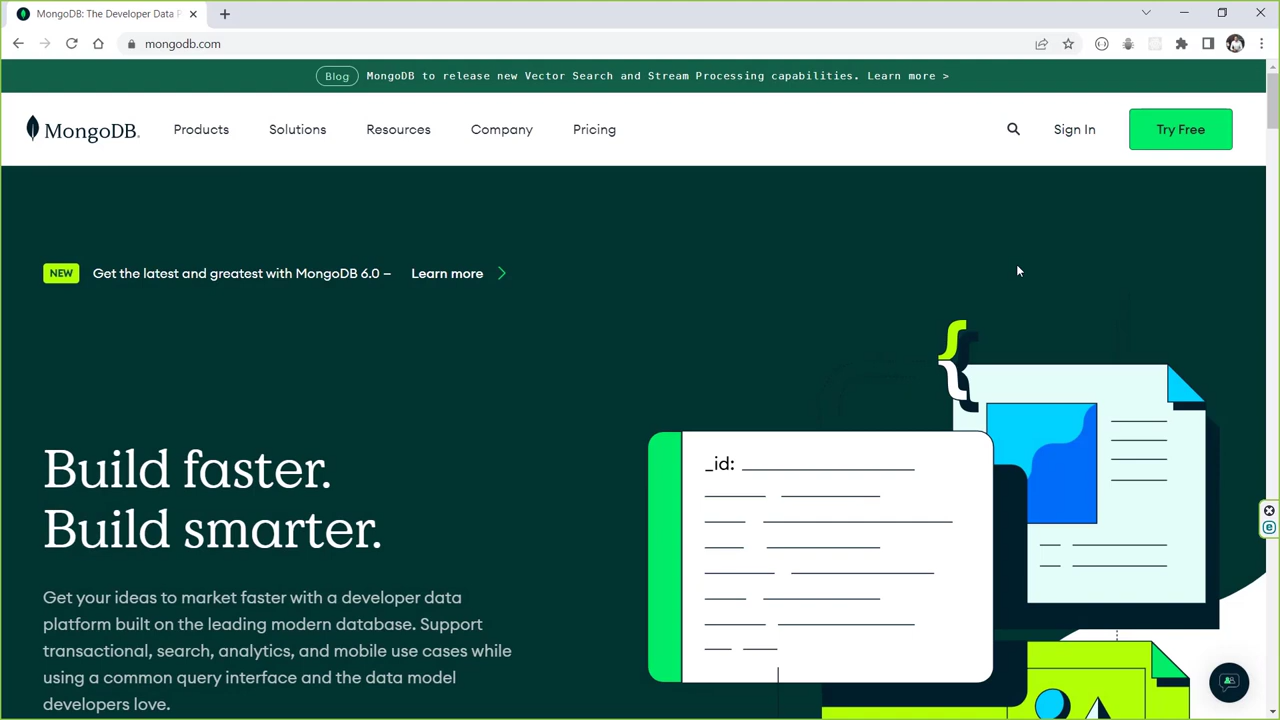 MongoDB: The Developer Data P
mongodb.com
Blog MongoDB to release new Vector Search and Stream Processing capabilities. Learn more >
MongoDB.
Products Solutions Resources Company Pricing Sign In Try Free
NEW Get the latest and greatest with MongoDB 6.0 – Learn more
{
_id:
Build faster.
Build smarter.
Get your ideas to market faster with a developer data
platform built on the leading modern database. Support
transactional, search, analytics, and mobile use cases while
using a common query interface and the data model
developers love.